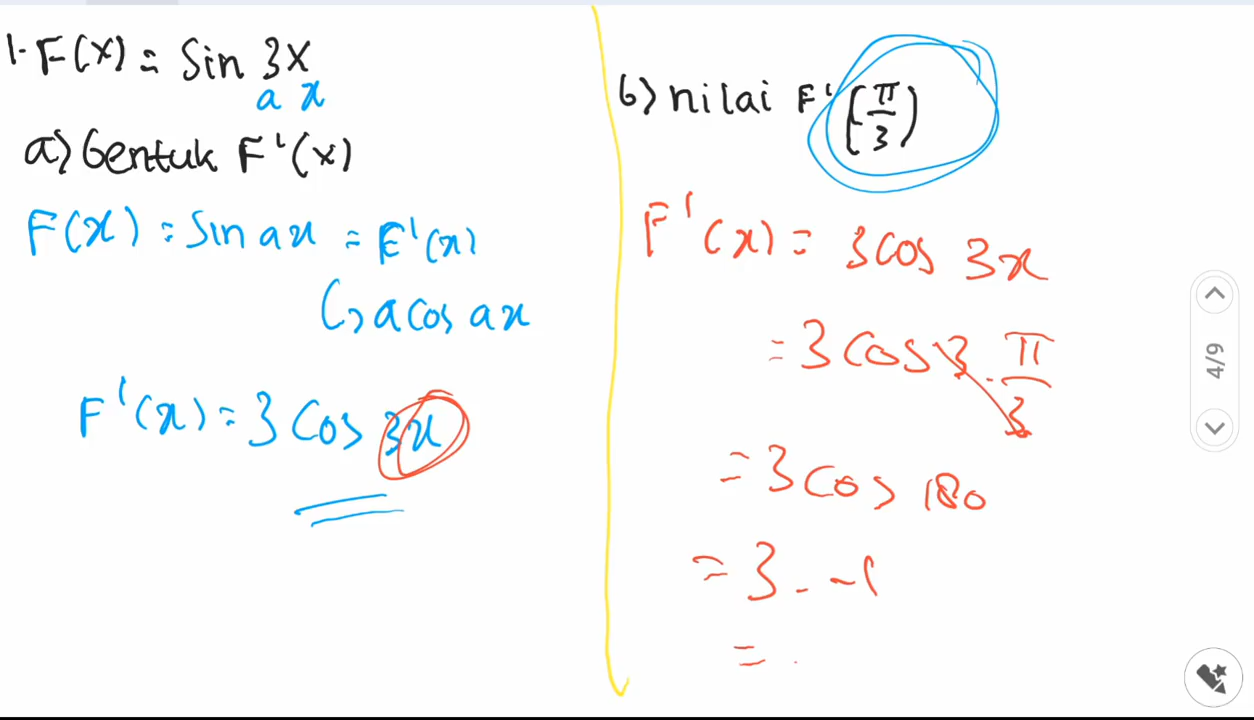 1. F(x) = Sin 3x
a x
a) bentuk F'(x)
F(x) = Sin ax = F'(x)
↳ a cos ax
F'(x) = 3 Cos 3x
b) nilai F'(π/3)
F'(x) = 3 cos 3x
= 3 cos 3 . π/3
= 3 cos 180
= 3 . -1
= .
4/9